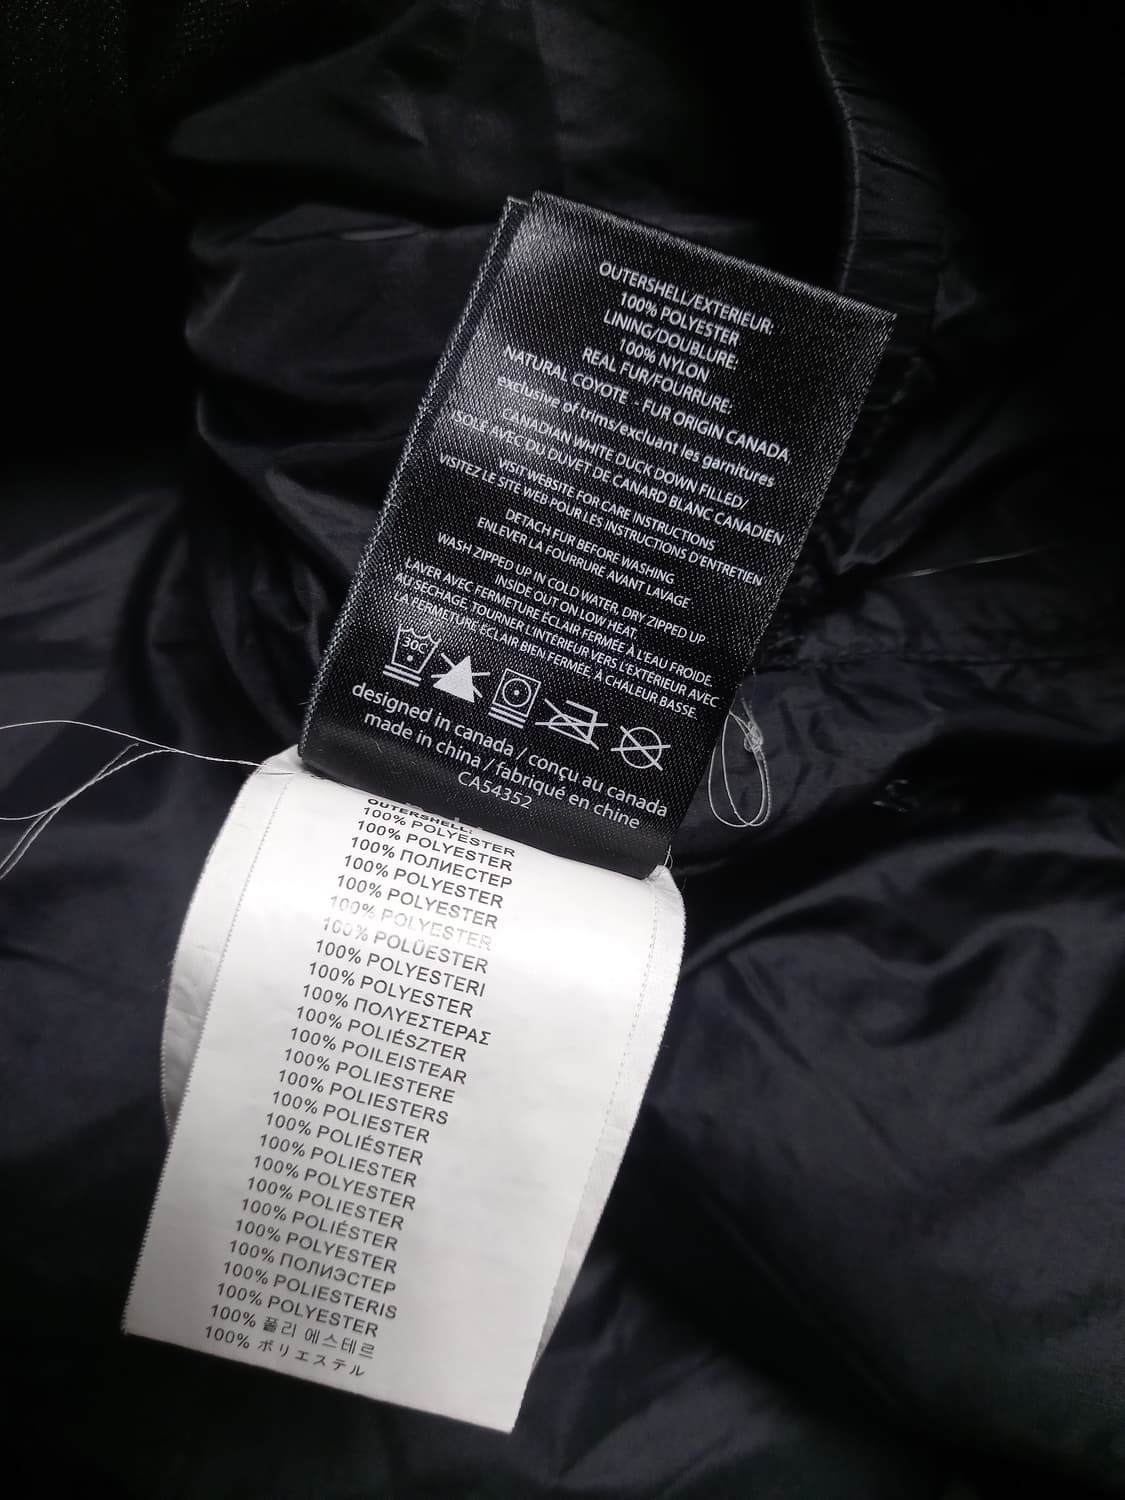 OUTERSHELL/EXTERIEUR:
100% POLYESTER
LINING/DOUBLURE:
100% NYLON
REAL FUR/FOURRURE:
NATURAL COYOTE - FUR ORIGIN CANADA
exclusive of trims/excluant les garnitures
CANADIAN WHITE DUCK DOWN FILLED/
ISOLÉ AVEC DU DUVET DE CANARD BLANC CANADIEN
VISIT WEBSITE FOR CARE INSTRUCTIONS
VISITEZ LE SITE WEB POUR LES INSTRUCTIONS D'ENTRETIEN
DETACH FUR BEFORE WASHING
ENLEVER LA FOURRURE AVANT LAVAGE
WASH ZIPPED UP IN COLD WATER, DRY ZIPPED UP
INSIDE OUT ON LOW HEAT.
LAVER AVEC FERMETURE ÉCLAIR FERMÉE À L'EAU FROIDE.
AU SÉCHAGE, TOURNER L'INTÉRIEUR VERS L'EXTÉRIEUR AVEC
LA FERMETURE ÉCLAIR BIEN FERMÉE, À CHALEUR BASSE.
30C
designed in canada / conçu au canada
made in china / fabriqué en chine
CA54352
OUTERSHELL:
100% POLYESTER
100% POLYESTER
100% ПОЛИЕСТЕР
100% POLYESTER
100% POLYESTER
100% POLYESTER
100% POLÜESTER
100% POLYESTERI
100% POLYESTER
100% ΠΟΛΥΕΣΤΕΡΑΣ
100% POLIÉSZTER
100% POILEISTEAR
100% POLIESTERE
100% POLIESTERS
100% POLIESTER
100% POLIÉSTER
100% POLIESTER
100% POLYESTER
100% POLIESTER
100% POLIÉSTER
100% POLYESTER
100% ПОЛИЭСТЕР
100% POLIESTERIS
100% POLYESTER
100% 폴리 에스테르
100% ポリエステル